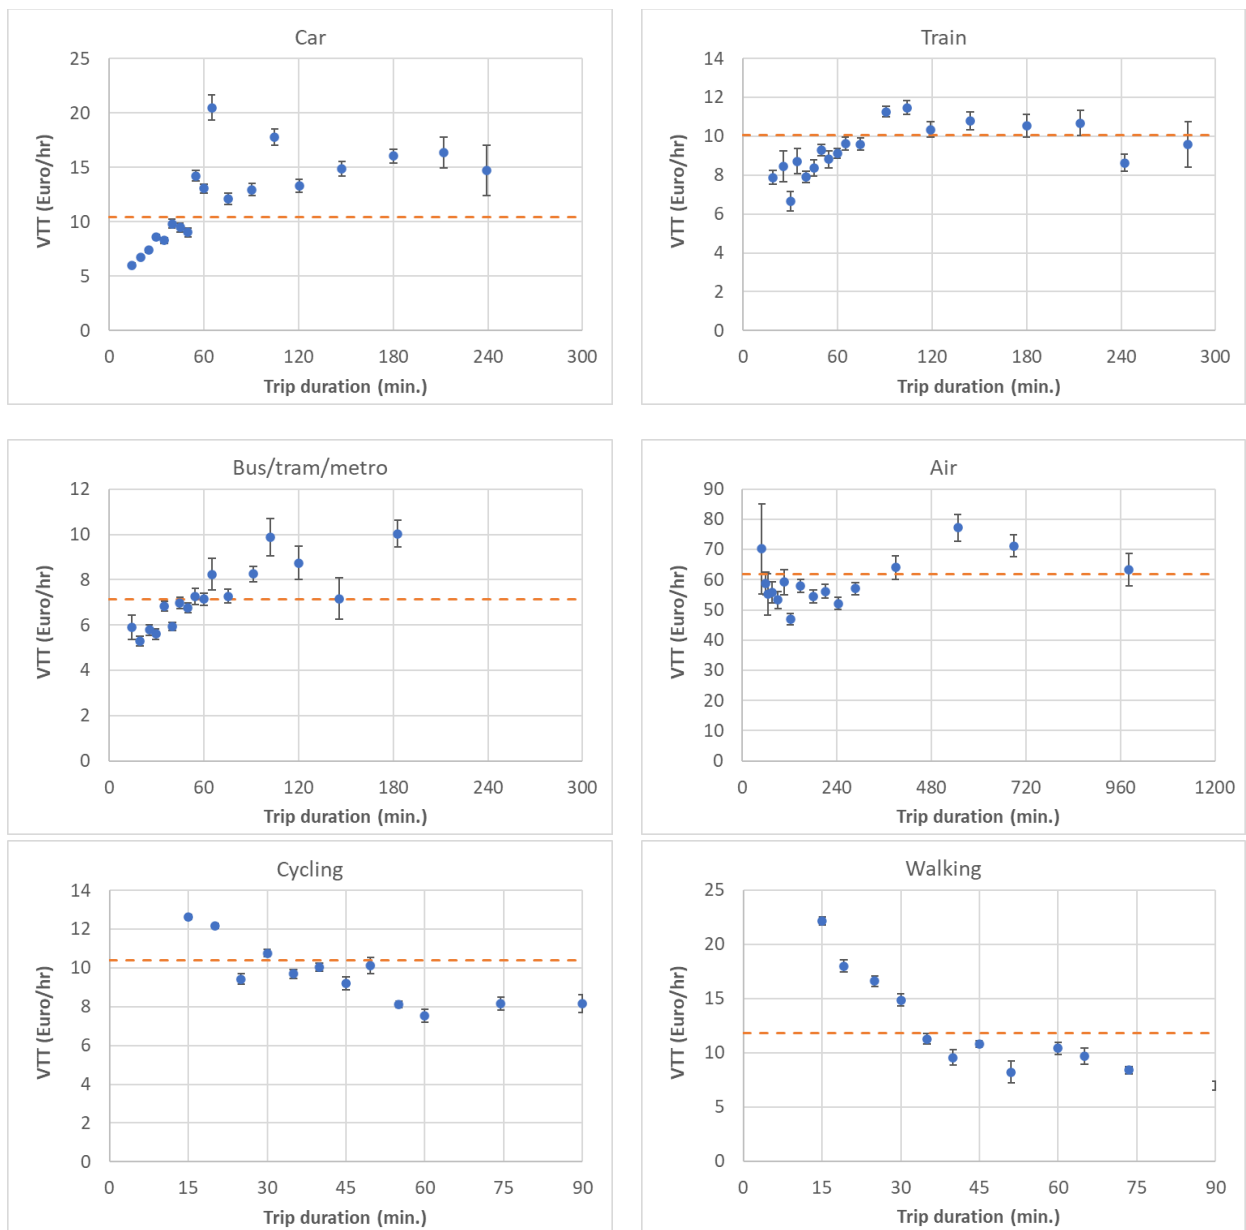 Car
25
20
15
10
5
0
VTT (Euro/hr)
0 60 120 180 240 300
Trip duration (min.)
Train
14
12
10
8
6
4
2
0
VTT (Euro/hr)
0 60 120 180 240 300
Trip duration (min.)
Bus/tram/metro
12
10
8
6
4
2
0
VTT (Euro/hr)
0 60 120 180 240 300
Trip duration (min.)
Air
90
80
70
60
50
40
30
20
10
0
VTT (Euro/hr)
0 240 480 720 960 1200
Trip duration (min.)
Cycling
14
12
10
8
6
4
2
0
VTT (Euro/hr)
0 15 30 45 60 75 90
Trip duration (min.)
Walking
25
20
15
10
5
0
VTT (Euro/hr)
0 15 30 45 60 75 90
Trip duration (min.)